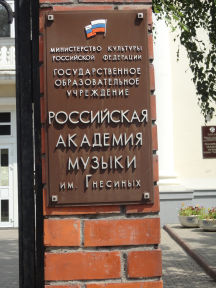 МИНИСТЕРСТВО КУЛЬТУРЫ
РОССИЙСКОЙ ФЕДЕРАЦИИ
ГОСУДАРСТВЕННОЕ
ОБРАЗОВАТЕЛЬНОЕ
УЧРЕЖДЕНИЕ
РОССИЙСКАЯ
АКАДЕМИЯ
МУЗЫКИ
ИМ. ГНЕСИНЫХ